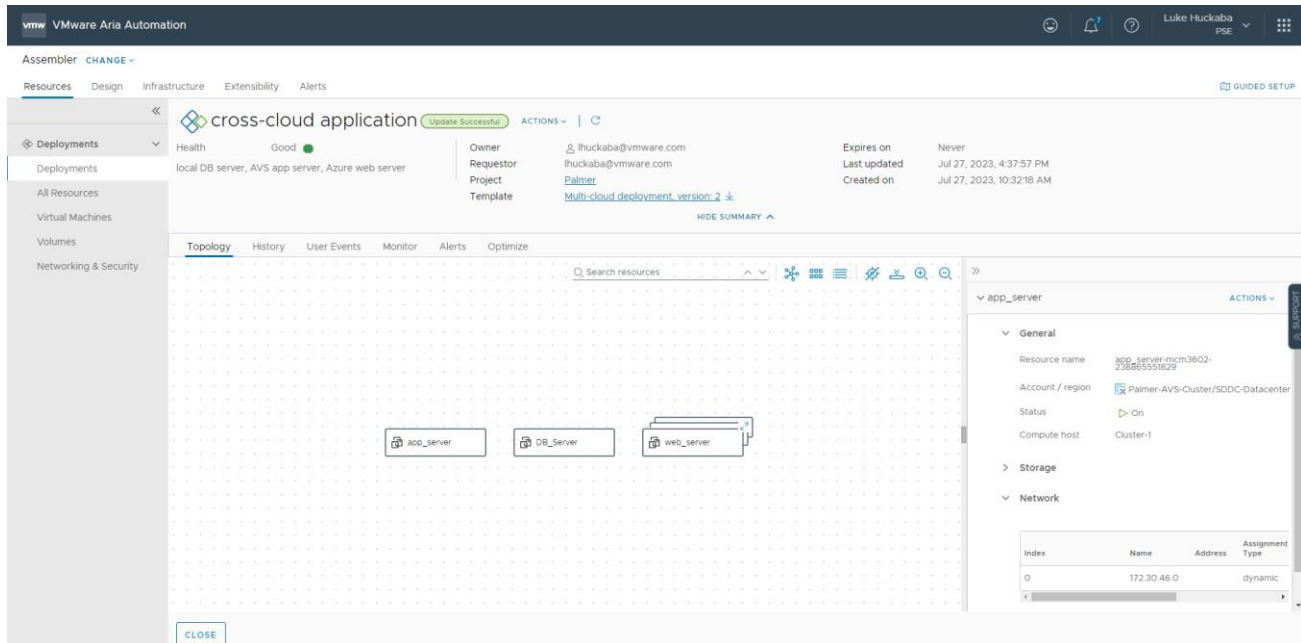 vmw VMware Aria Automation
7
Luke Huckaba
PSE
Assembler CHANGE
Resources Design Infrastructure Extensibility Alerts
GUIDED SETUP
Deployments
Deployments
All Resources
Virtual Machines
Volumes
Networking & Security
cross-cloud application Update Successful ACTIONS
Health Good
local DB server, AVS app server, Azure web server
Owner lhuckaba@vmware.com
Requestor lhuckaba@vmware.com
Project Palmer
Template Multi-cloud deployment, version: 2
Expires on Never
Last updated Jul 27, 2023, 4:37:57 PM
Created on Jul 27, 2023, 10:32:18 AM
HIDE SUMMARY
Topology History User Events Monitor Alerts Optimize
Search resources
app_server
DB_Server
web_server
app_server ACTIONS
General
Resource name app_server-mcm3602-
238865551829
Account / region Palmer-AVS-Cluster/SDDC-Datacenter
Status On
Compute host Cluster-1
Storage
Network
Index Name Address Assignment
Type
0 172.30.46.0 dynamic
SUPPORT
CLOSE